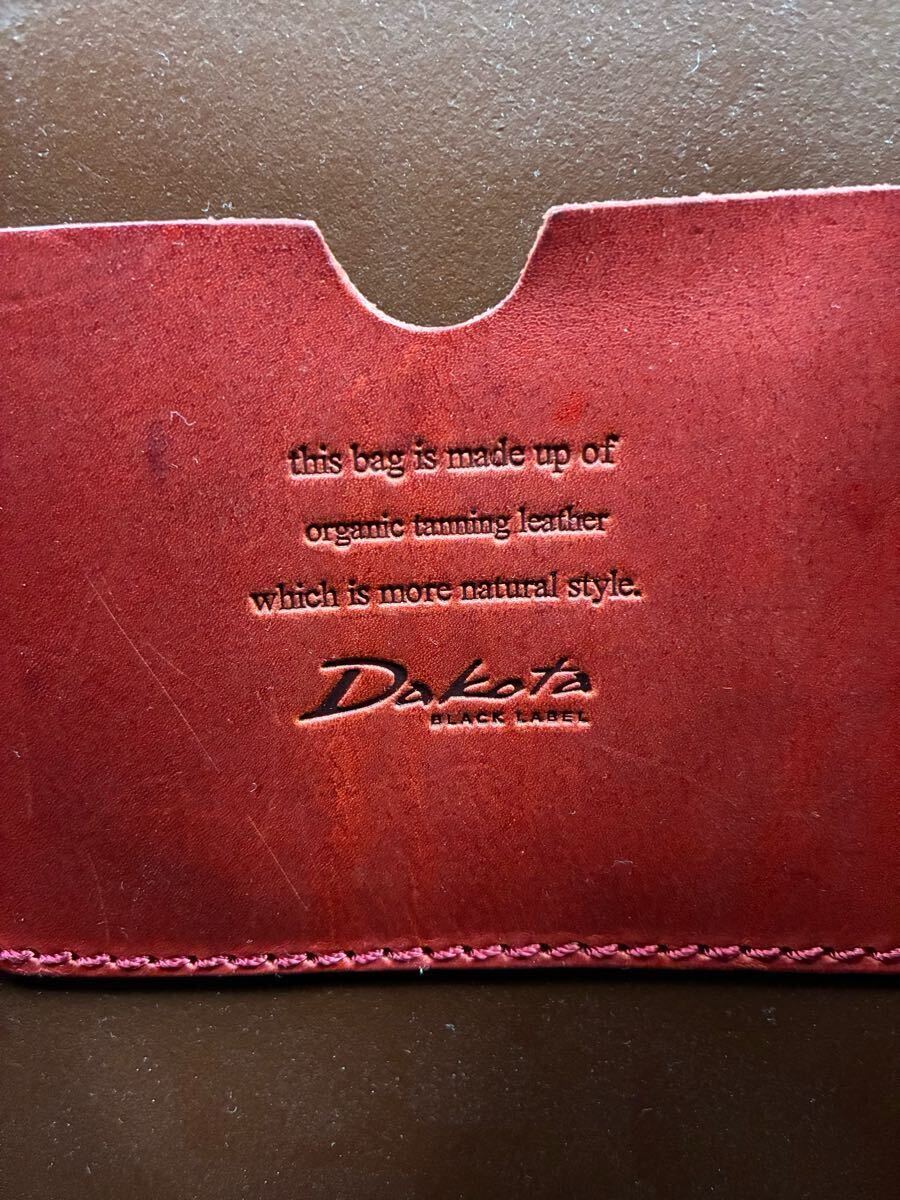 this bag is made up of
organic tanning leather
which is more natural style.
Dakota
BLACK LABEL